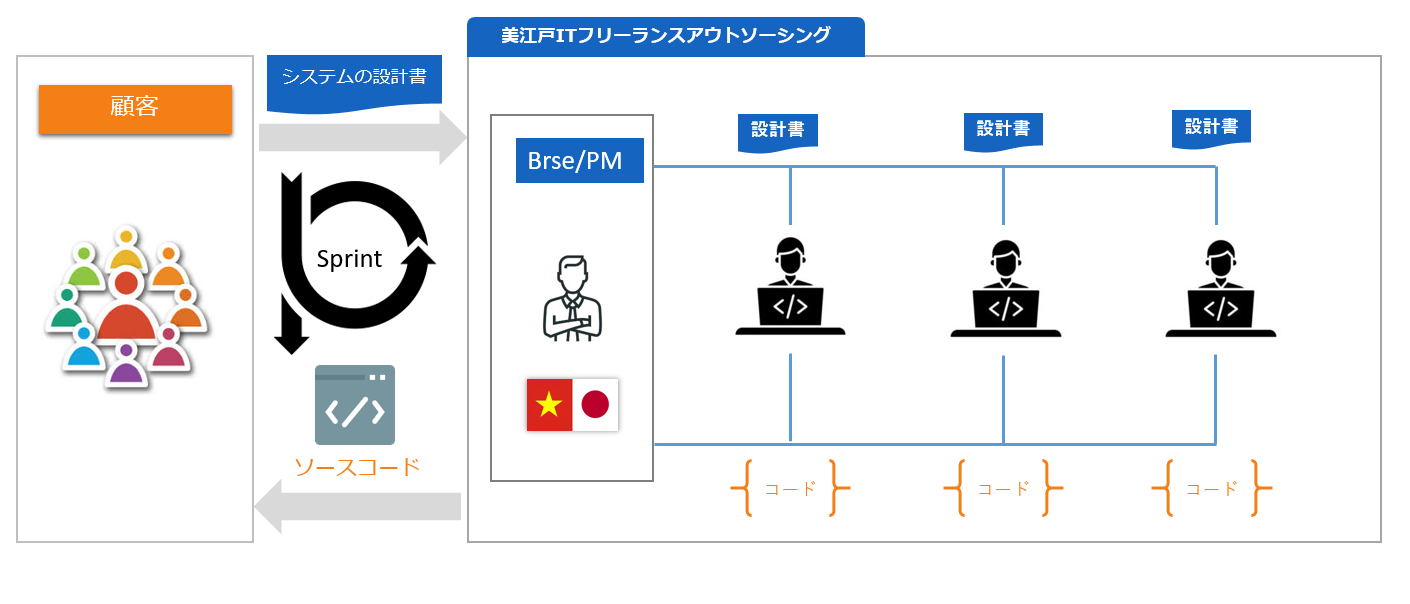 美江戸ITフリーランスアウトソーシング
顧客
システムの設計書
Brse/PM
設計書
設計書
設計書
Sprint
</>
</>
</>
</>
ソースコード
コード
コード
コード